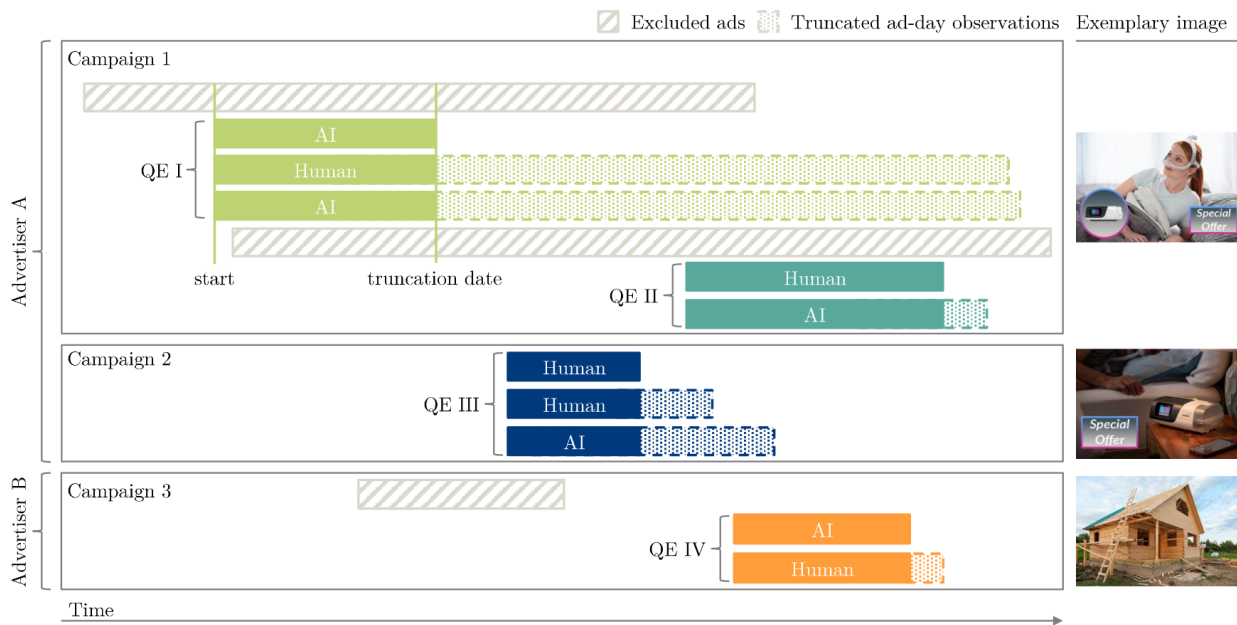 Excluded ads
Truncated ad-day observations
Exemplary image
Advertiser A
Campaign 1
QE I
AI
Human
AI
start
truncation date
Special
Offer
QE II
Human
AI
Campaign 2
QE III
Human
Human
AI
Special
Offer
Advertiser B
Campaign 3
QE IV
AI
Human
Time